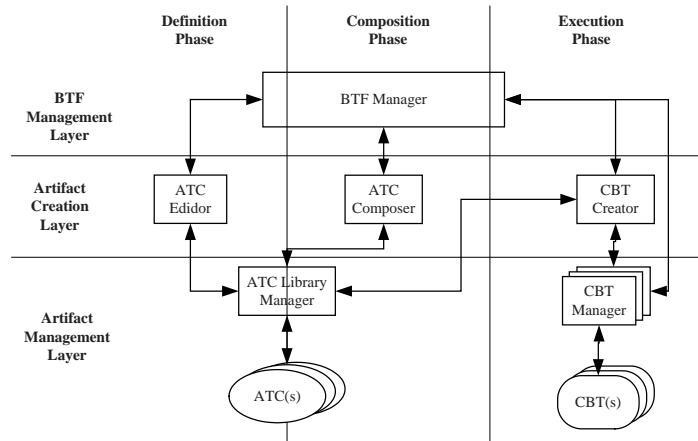 Definition
Phase
Composition
Phase
Execution
Phase
BTF
Management
Layer
BTF Manager
Artifact
Creation
Layer
ATC
Edidor
ATC
Composer
CBT
Creator
Artifact
Management
Layer
ATC Library
Manager
CBT
Manager
ATC(s)
CBT(s)